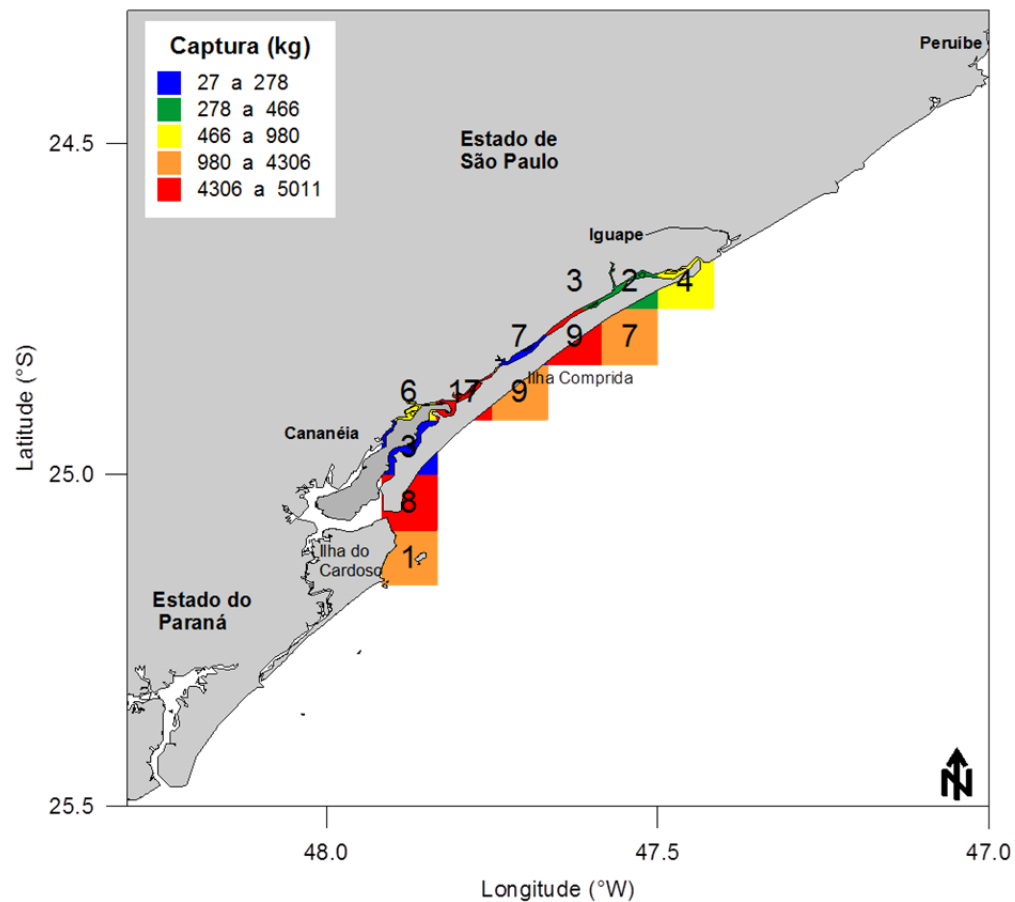 Captura (kg)
27 a 278
278 a 466
466 a 980
980 a 4306
4306 a 5011
Peruíbe
24.5
Estado de
São Paulo
Iguape
3
2
4
7
9
7
Ilha Comprida
6
17
9
Cananéia
3
25.0
8
Ilha do
Cardoso
1
Estado do
Paraná
Latitude (°S)
N
25.5
48.0
47.5
47.0
Longitude (°W)